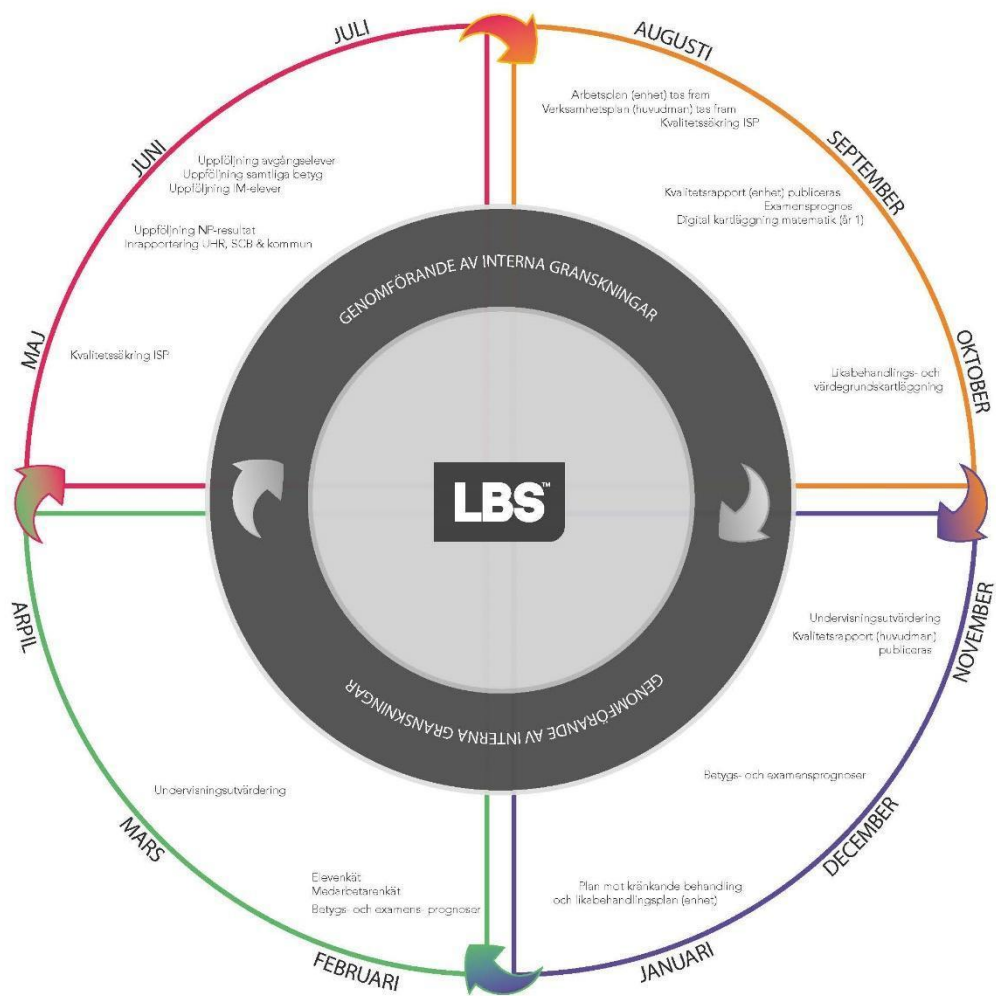 JULI
AUGUSTI
Arbetsplan (enhet) tas fram
Verksamhetsplan (huvudman) tas fram
Kvalitetssäkring ISP
SEPTEMBER
Kvalitetsrapport (enhet) publiceras
Examensprognos
Digital kartläggning matematik (år 1)
OKTOBER
Likabehandlings- och
värdegrundskartläggning
NOVEMBER
Undervisningsutvärdering
Kvalitetsrapport (huvudman)
publiceras
DECEMBER
Betygs- och examensprognoser
JANUARI
Plan mot kränkande behandling
och likabehandlingsplan (enhet)
FEBRUARI
Elevenkät
Medarbetarenkät
Betygs- och examens- prognoser
MARS
Undervisningsutvärdering
ARPIL
MAJ
Kvalitetssäkring ISP
JUNI
Uppföljning avgångselever
Uppföljning samtliga betyg
Uppföljning IM-elever
Uppföljning NP-resultat
Inrapportering UHR, SCB & kommun
GENOMFÖRANDE AV INTERNA GRANSKNINGAR
LBS™
GENOMFÖRANDE AV INTERNA GRANSKNINGAR